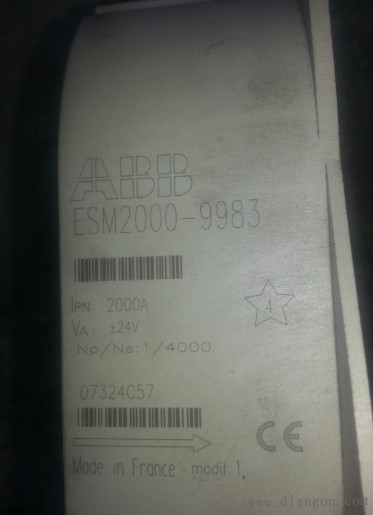 ABB
ESM2000-9983
IPN: 2000A
VA: ±24V
Np/Ns:1/4000
4
07324C57
CE
Made in France modif.1.
www.diangon.com